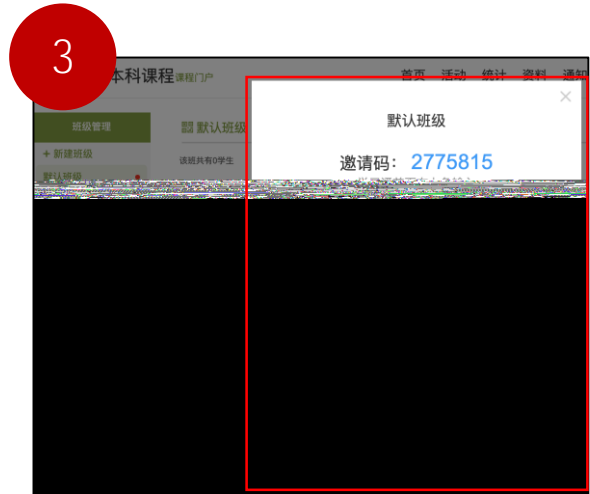 3
本科课程 课程门户
首页 活动 统计 资料 通知
班级管理
默认班级
+ 新建班级
该班共有0学生
默认班级
默认班级
邀请码： 2775815